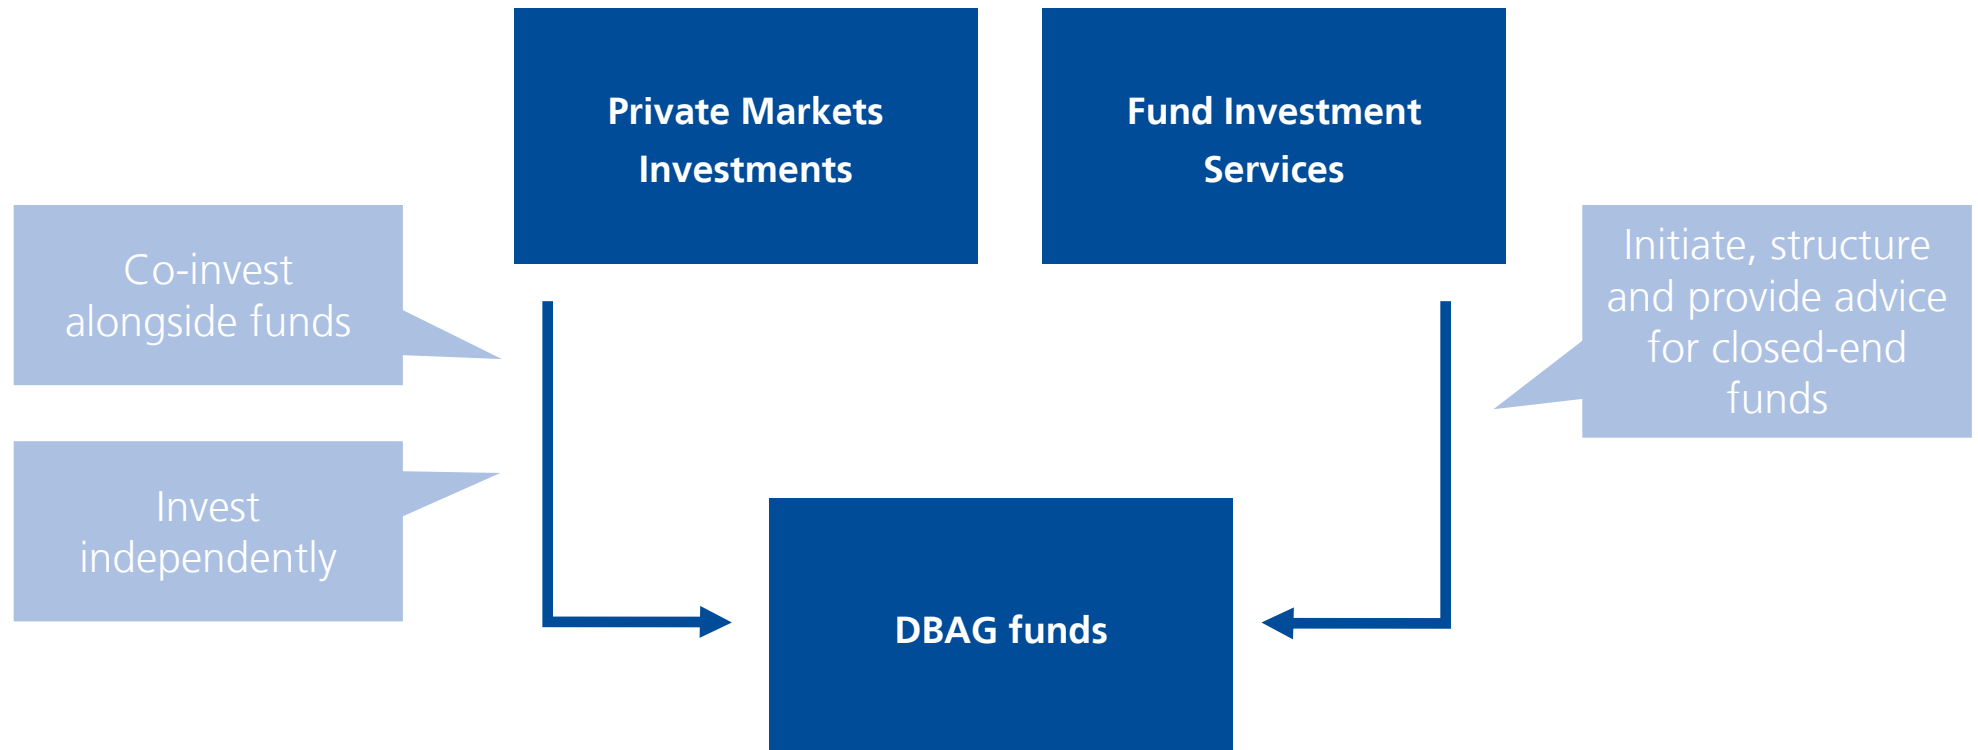 Private Markets
Investments
Fund Investment
Services
Co-invest
alongside funds
Initiate, structure
and provide advice
for closed-end
funds
Invest
independently
DBAG funds